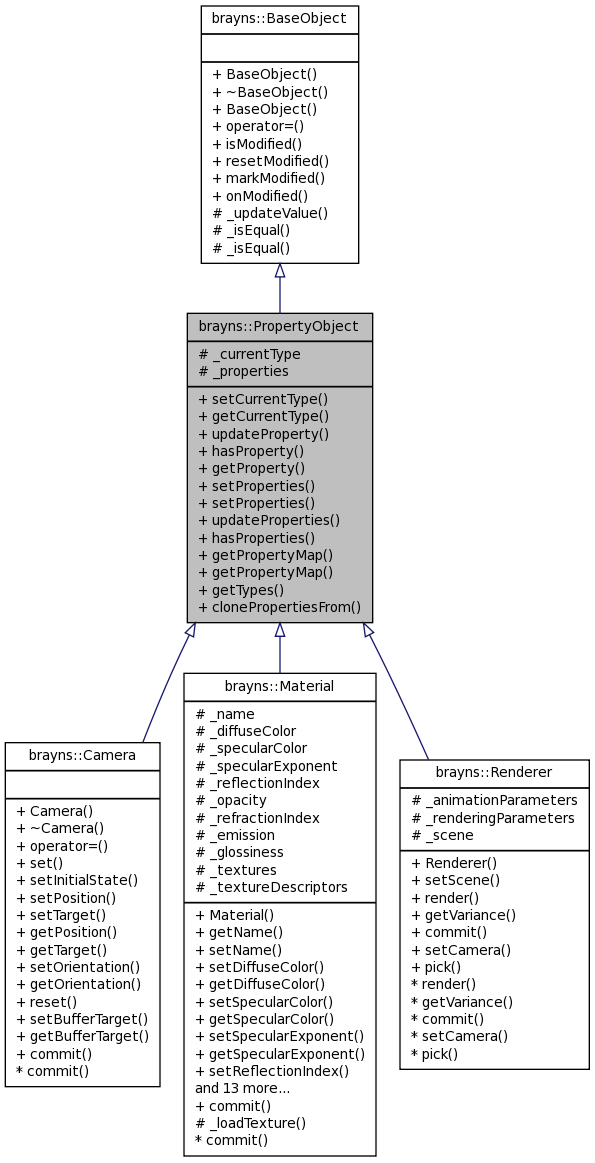 brayns::BaseObject
+ BaseObject()
+ ~BaseObject()
+ BaseObject()
+ operator=()
+ isModified()
+ resetModified()
+ markModified()
+ onModified()
# _updateValue()
# _isEqual()
# _isEqual()
brayns::PropertyObject
# _currentType
# _properties
+ setCurrentType()
+ getCurrentType()
+ updateProperty()
+ hasProperty()
+ getProperty()
+ setProperties()
+ setProperties()
+ updateProperties()
+ hasProperties()
+ getPropertyMap()
+ getPropertyMap()
+ getTypes()
+ clonePropertiesFrom()
brayns::Camera
+ Camera()
+ ~Camera()
+ operator=()
+ set()
+ setInitialState()
+ setPosition()
+ setTarget()
+ getPosition()
+ getTarget()
+ setOrientation()
+ getOrientation()
+ reset()
+ setBufferTarget()
+ getBufferTarget()
+ commit()
* commit()
brayns::Material
# _name
# _diffuseColor
# _specularColor
# _specularExponent
# _reflectionIndex
# _opacity
# _refractionIndex
# _emission
# _glossiness
# _textures
# _textureDescriptors
+ Material()
+ getName()
+ setName()
+ setDiffuseColor()
+ getDiffuseColor()
+ setSpecularColor()
+ getSpecularColor()
+ setSpecularExponent()
+ getSpecularExponent()
+ setReflectionIndex()
and 13 more...
+ commit()
# _loadTexture()
* commit()
brayns::Renderer
# _animationParameters
# _renderingParameters
# _scene
+ Renderer()
+ setScene()
+ render()
+ getVariance()
+ commit()
+ setCamera()
+ pick()
* render()
* getVariance()
* commit()
* setCamera()
* pick()